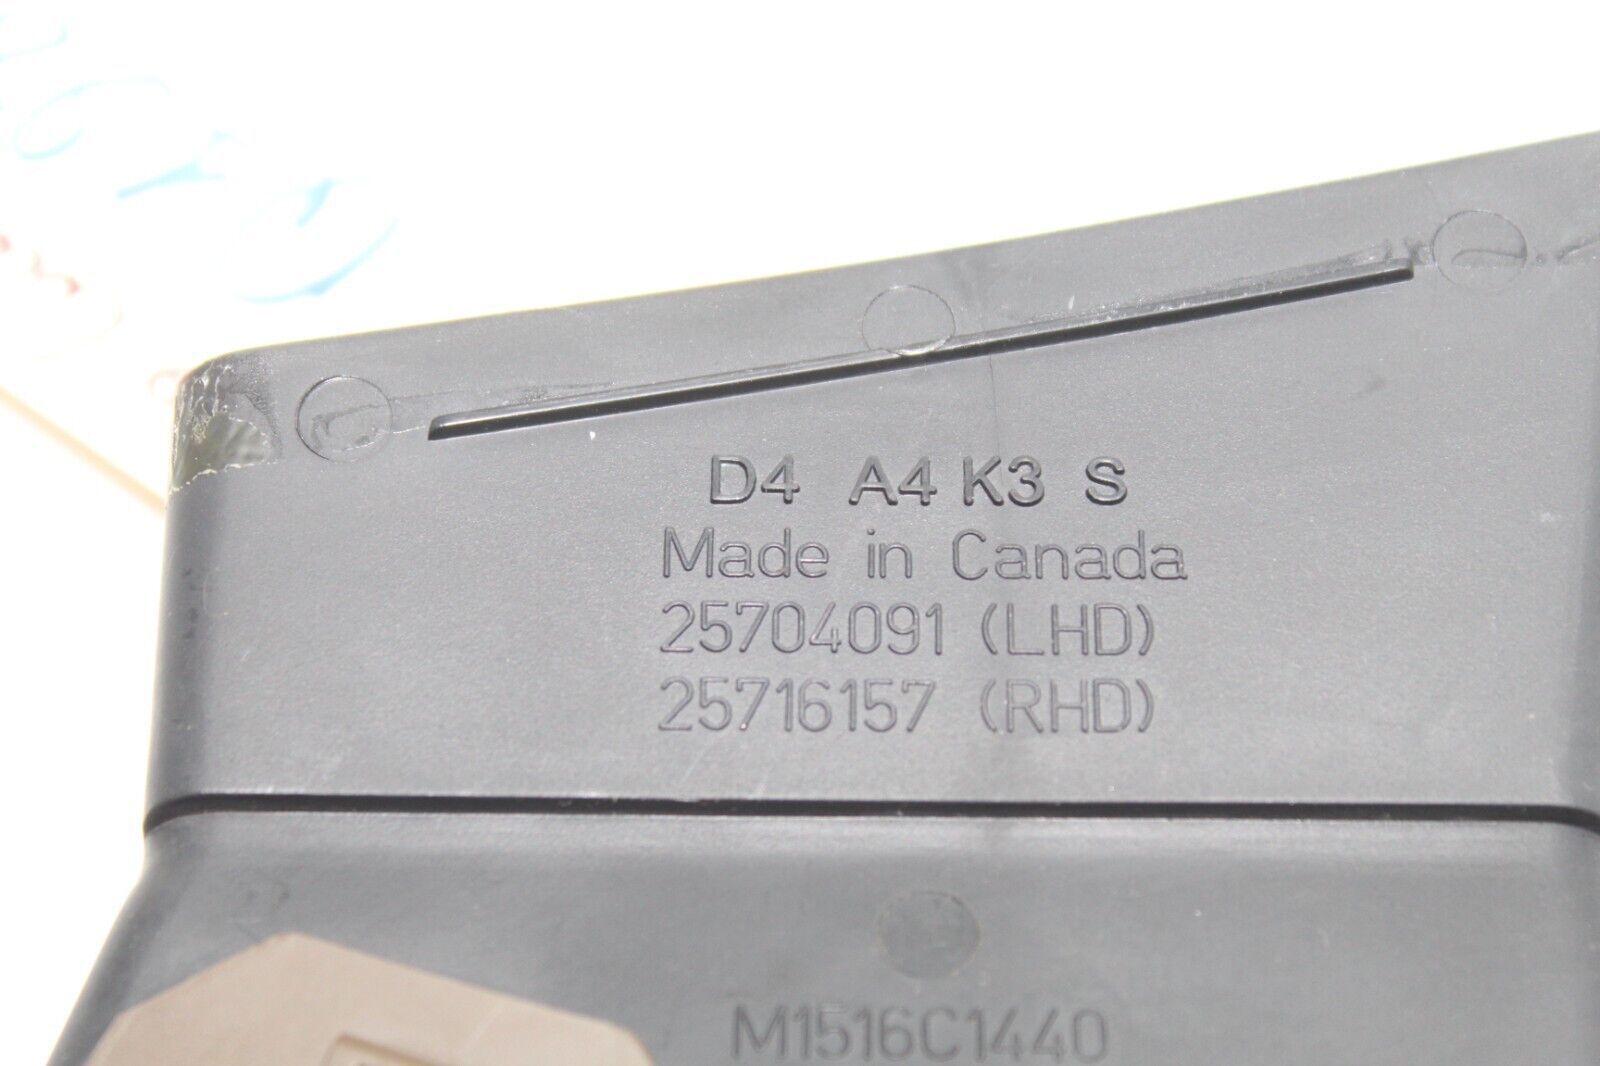 D4 A4 K3 S
Made in Canada
25704091 (LHD)
25716157 (RHD)
M1516C1440